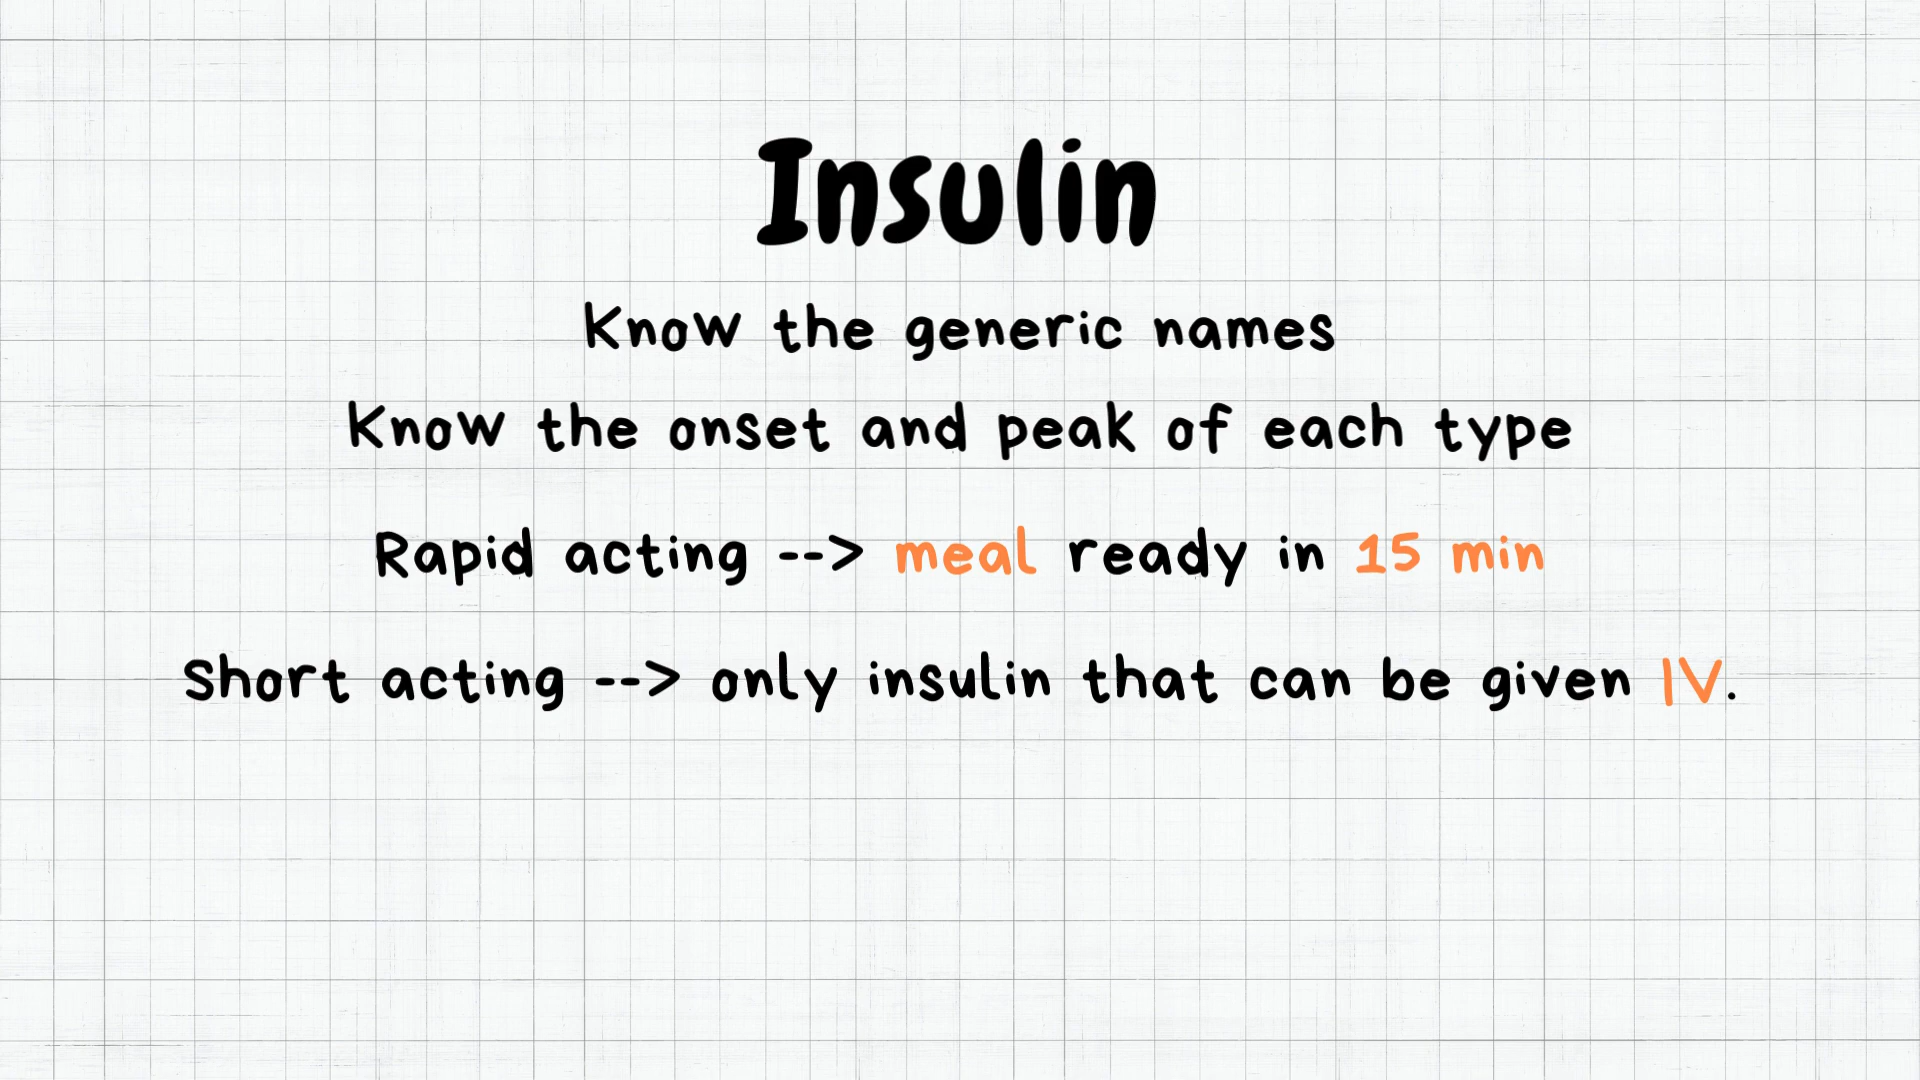 Insulin
Know the generic names
Know the onset and peak of each type
Rapid acting --> meal ready in 15 min
Short acting --> only insulin that can be given IV.